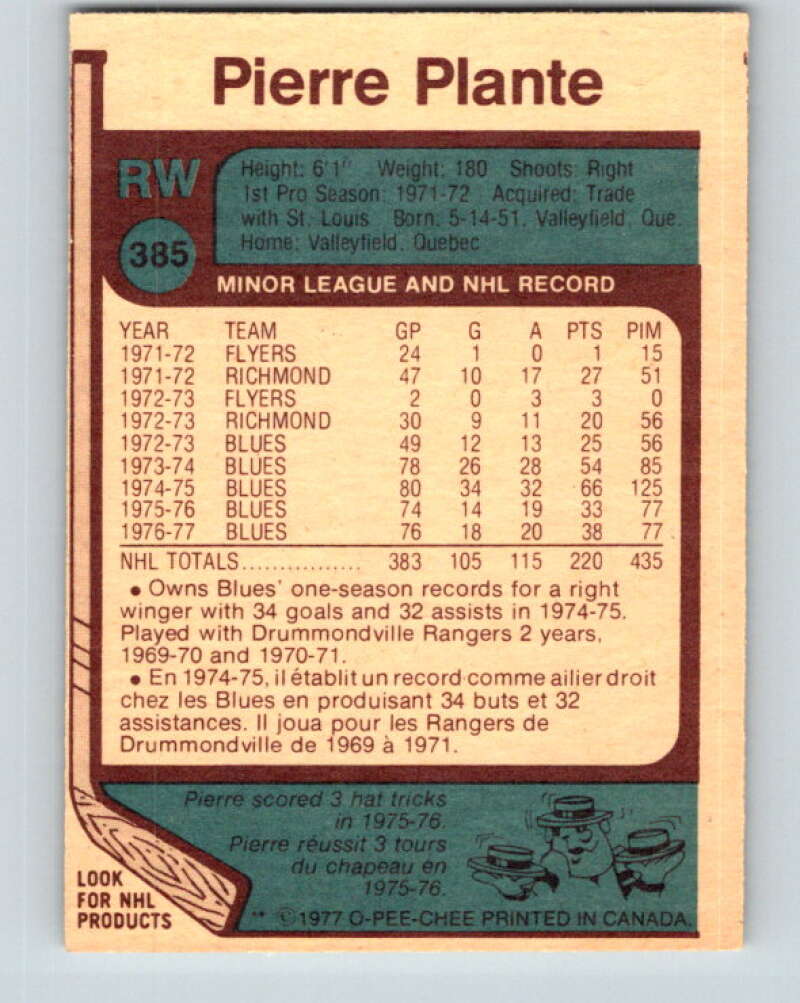 Pierre Plante
RW
Height: 6'1" Weight: 180 Shoots: Right
1st Pro Season: 1971-72 Acquired: Trade
with St. Louis Born: 5-14-51, Valleyfield, Que.
Home: Valleyfield, Quebec
385
MINOR LEAGUE AND NHL RECORD
YEAR TEAM GP G A PTS PIM
1971-72 FLYERS 24 1 0 1 15
1971-72 RICHMOND 47 10 17 27 51
1972-73 FLYERS 2 0 3 3 0
1972-73 RICHMOND 30 9 11 20 56
1972-73 BLUES 49 12 13 25 56
1973-74 BLUES 78 26 28 54 85
1974-75 BLUES 80 34 32 66 125
1975-76 BLUES 74 14 19 33 77
1976-77 BLUES 76 18 20 38 77
NHL TOTALS................ 383 105 115 220 435
• Owns Blues' one-season records for a right
winger with 34 goals and 32 assists in 1974-75.
Played with Drummondville Rangers 2 years,
1969-70 and 1970-71.
• En 1974-75, il établit un record comme ailier droit
chez les Blues en produisant 34 buts et 32
assistances. Il joua pour les Rangers de
Drummondville de 1969 à 1971.
Pierre scored 3 hat tricks
in 1975-76.
Pierre réussit 3 tours
du chapeau en
1975-76.
LOOK
FOR NHL
PRODUCTS
** ©1977 O-PEE-CHEE PRINTED IN CANADA.